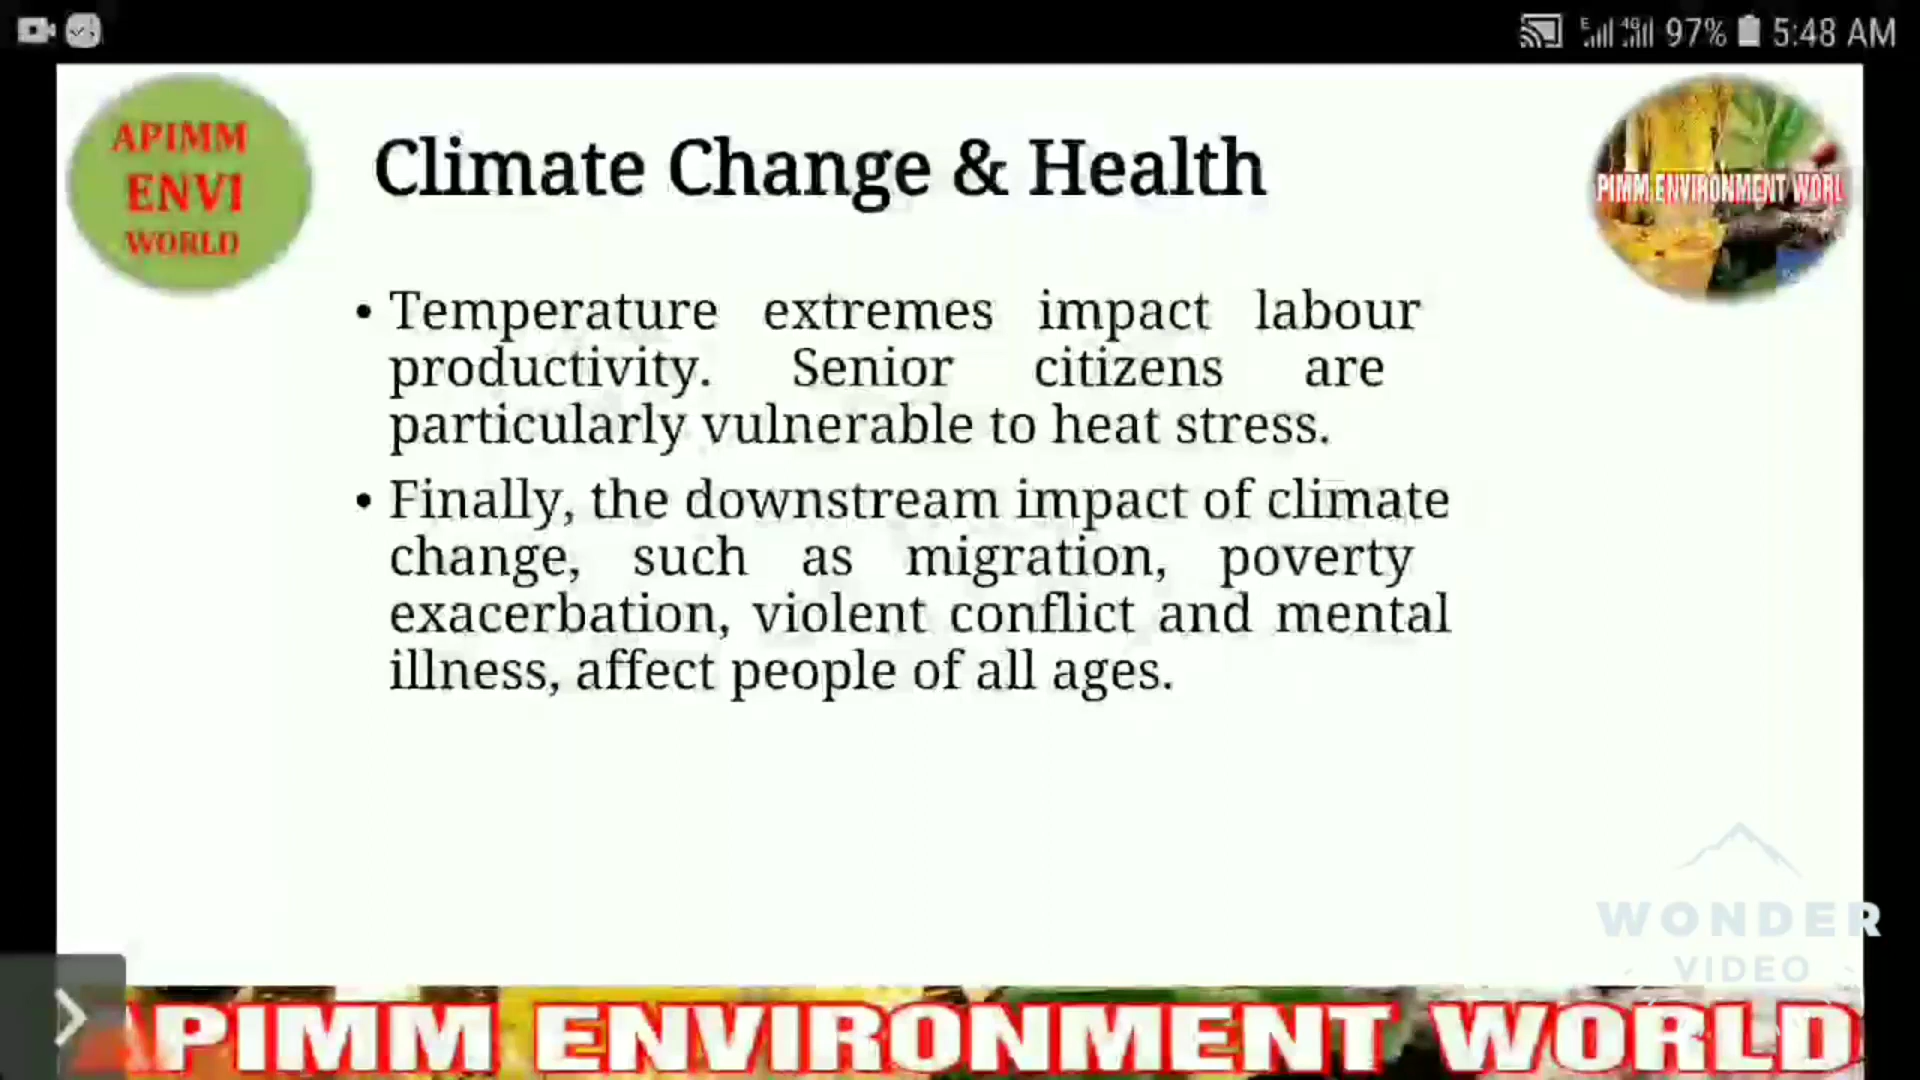 97% 5:48 AM
APIMM
ENVI
WORLD
Climate Change & Health
PIMM ENVIRONMENT WORL
• Temperature extremes impact labour
productivity. Senior citizens are
particularly vulnerable to heat stress.
• Finally, the downstream impact of climate
change, such as migration, poverty
exacerbation, violent conflict and mental
illness, affect people of all ages.
WONDER
VIDEO
APIMM ENVIRONMENT WORLD